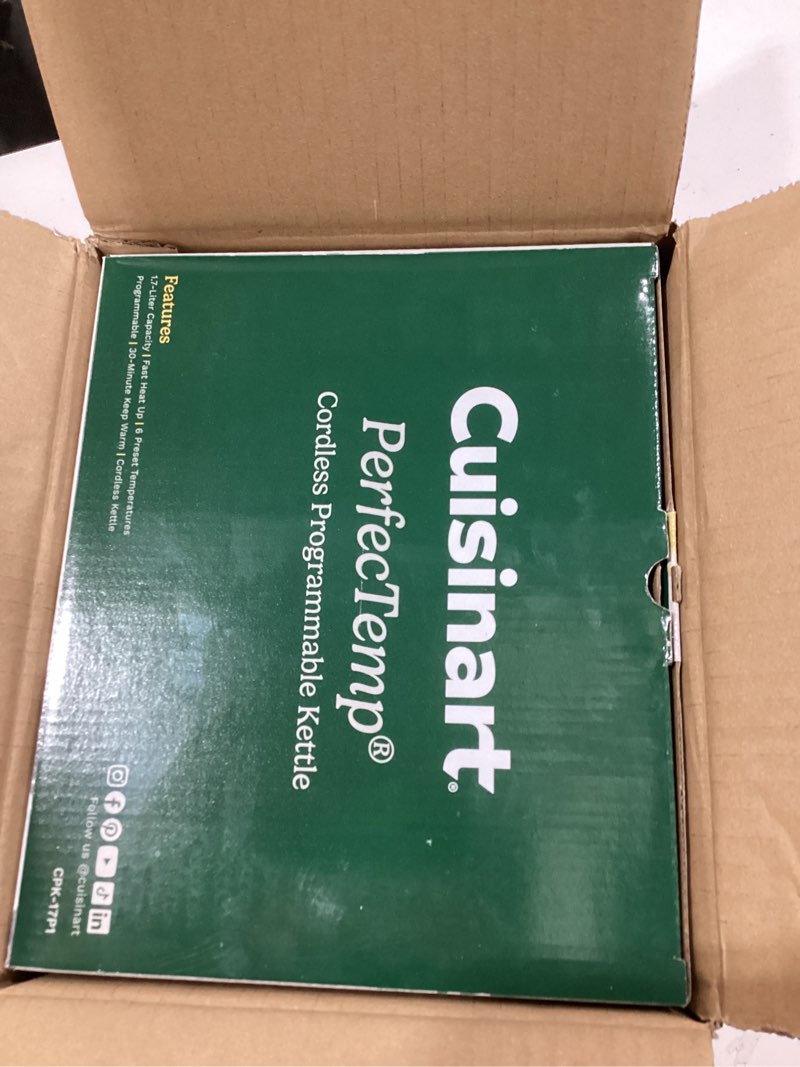 Cuisinart®
PerfecTemp®
Cordless Programmable Kettle
Features
1.7-Liter Capacity | Fast Heat Up | 6 Preset Temperatures
Programmable | 30-Minute Keep Warm | Cordless Kettle
Follow us @cuisinart
CPK-17P1